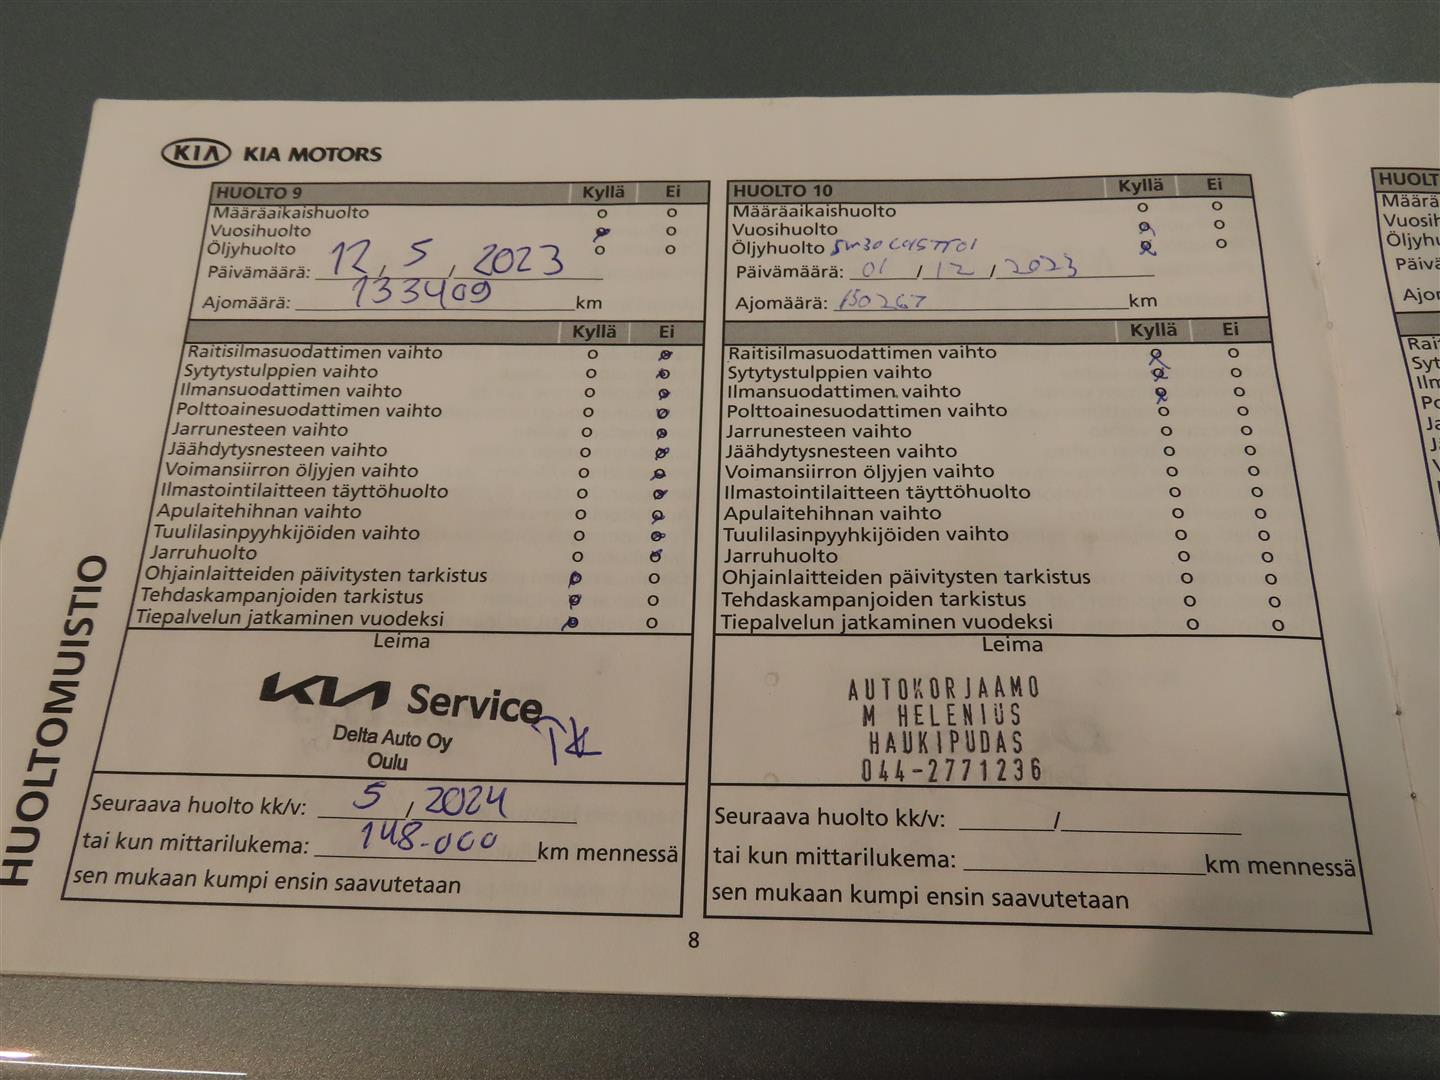 KIA KIA MOTORS
HUOLTO 9 Kyllä Ei
Määräaikaishuolto
Vuosihuolto
Öljyhuolto
Päivämäärä: 12 / 5 / 2023
Ajomäärä: 133409 km
Kyllä Ei
Raitisilmasuodattimen vaihto
Sytytystulppien vaihto
Ilmansuodattimen vaihto
Polttoainesuodattimen vaihto
Jarrunesteen vaihto
Jäähdytysnesteen vaihto
Voimansiirron öljyjen vaihto
Ilmastointilaitteen täyttöhuolto
Apulaitehihnan vaihto
Tuulilasinpyyhkijöiden vaihto
Jarruhuolto
Ohjainlaitteiden päivitysten tarkistus
Tehdaskampanjoiden tarkistus
Tiepalvelun jatkaminen vuodeksi
Leima
KIA Service
Delta Auto Oy
Oulu
Seuraava huolto kk/v: 5 / 2024
tai kun mittarilukema: 148.000 km mennessä
sen mukaan kumpi ensin saavutetaan
HUOLTO 10 Kyllä Ei
Määräaikaishuolto
Vuosihuolto
Öljyhuolto 5w30 CASTROL
Päivämäärä: 01 / 12 / 2023
Ajomäärä: 150267 km
Kyllä Ei
Raitisilmasuodattimen vaihto
Sytytystulppien vaihto
Ilmansuodattimen vaihto
Polttoainesuodattimen vaihto
Jarrunesteen vaihto
Jäähdytysnesteen vaihto
Voimansiirron öljyjen vaihto
Ilmastointilaitteen täyttöhuolto
Apulaitehihnan vaihto
Tuulilasinpyyhkijöiden vaihto
Jarruhuolto
Ohjainlaitteiden päivitysten tarkistus
Tehdaskampanjoiden tarkistus
Tiepalvelun jatkaminen vuodeksi
Leima
AUTOKORJAAMO
M HELENIUS
HAUKIPUDAS
044-2771236
Seuraava huolto kk/v: /
tai kun mittarilukema: km mennessä
sen mukaan kumpi ensin saavutetaan
HUOLTOMUISTIO
8